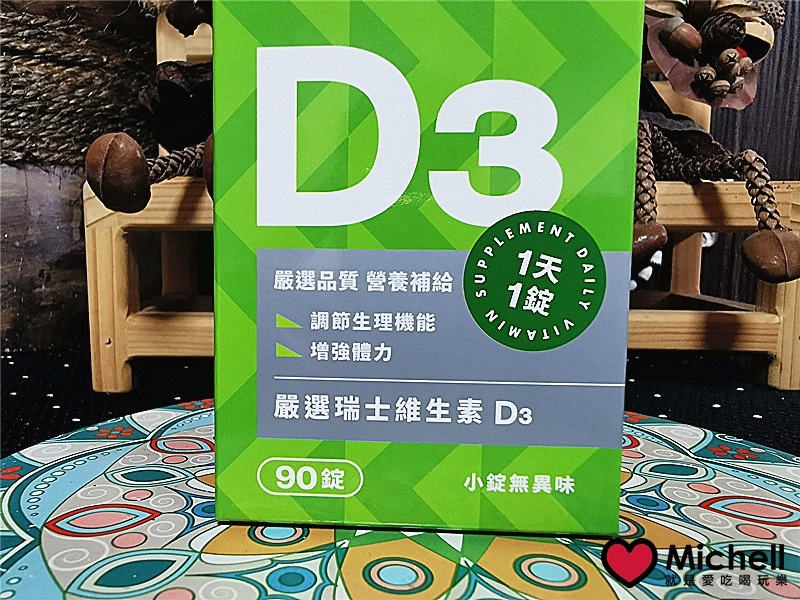 D3
SUPPLEMENT DAILY VITAMIN
1天
1錠
嚴選品質 營養補給
調節生理機能
增強體力
嚴選瑞士維生素 D3
90錠
小錠無異味
Michell
就是愛吃喝玩樂